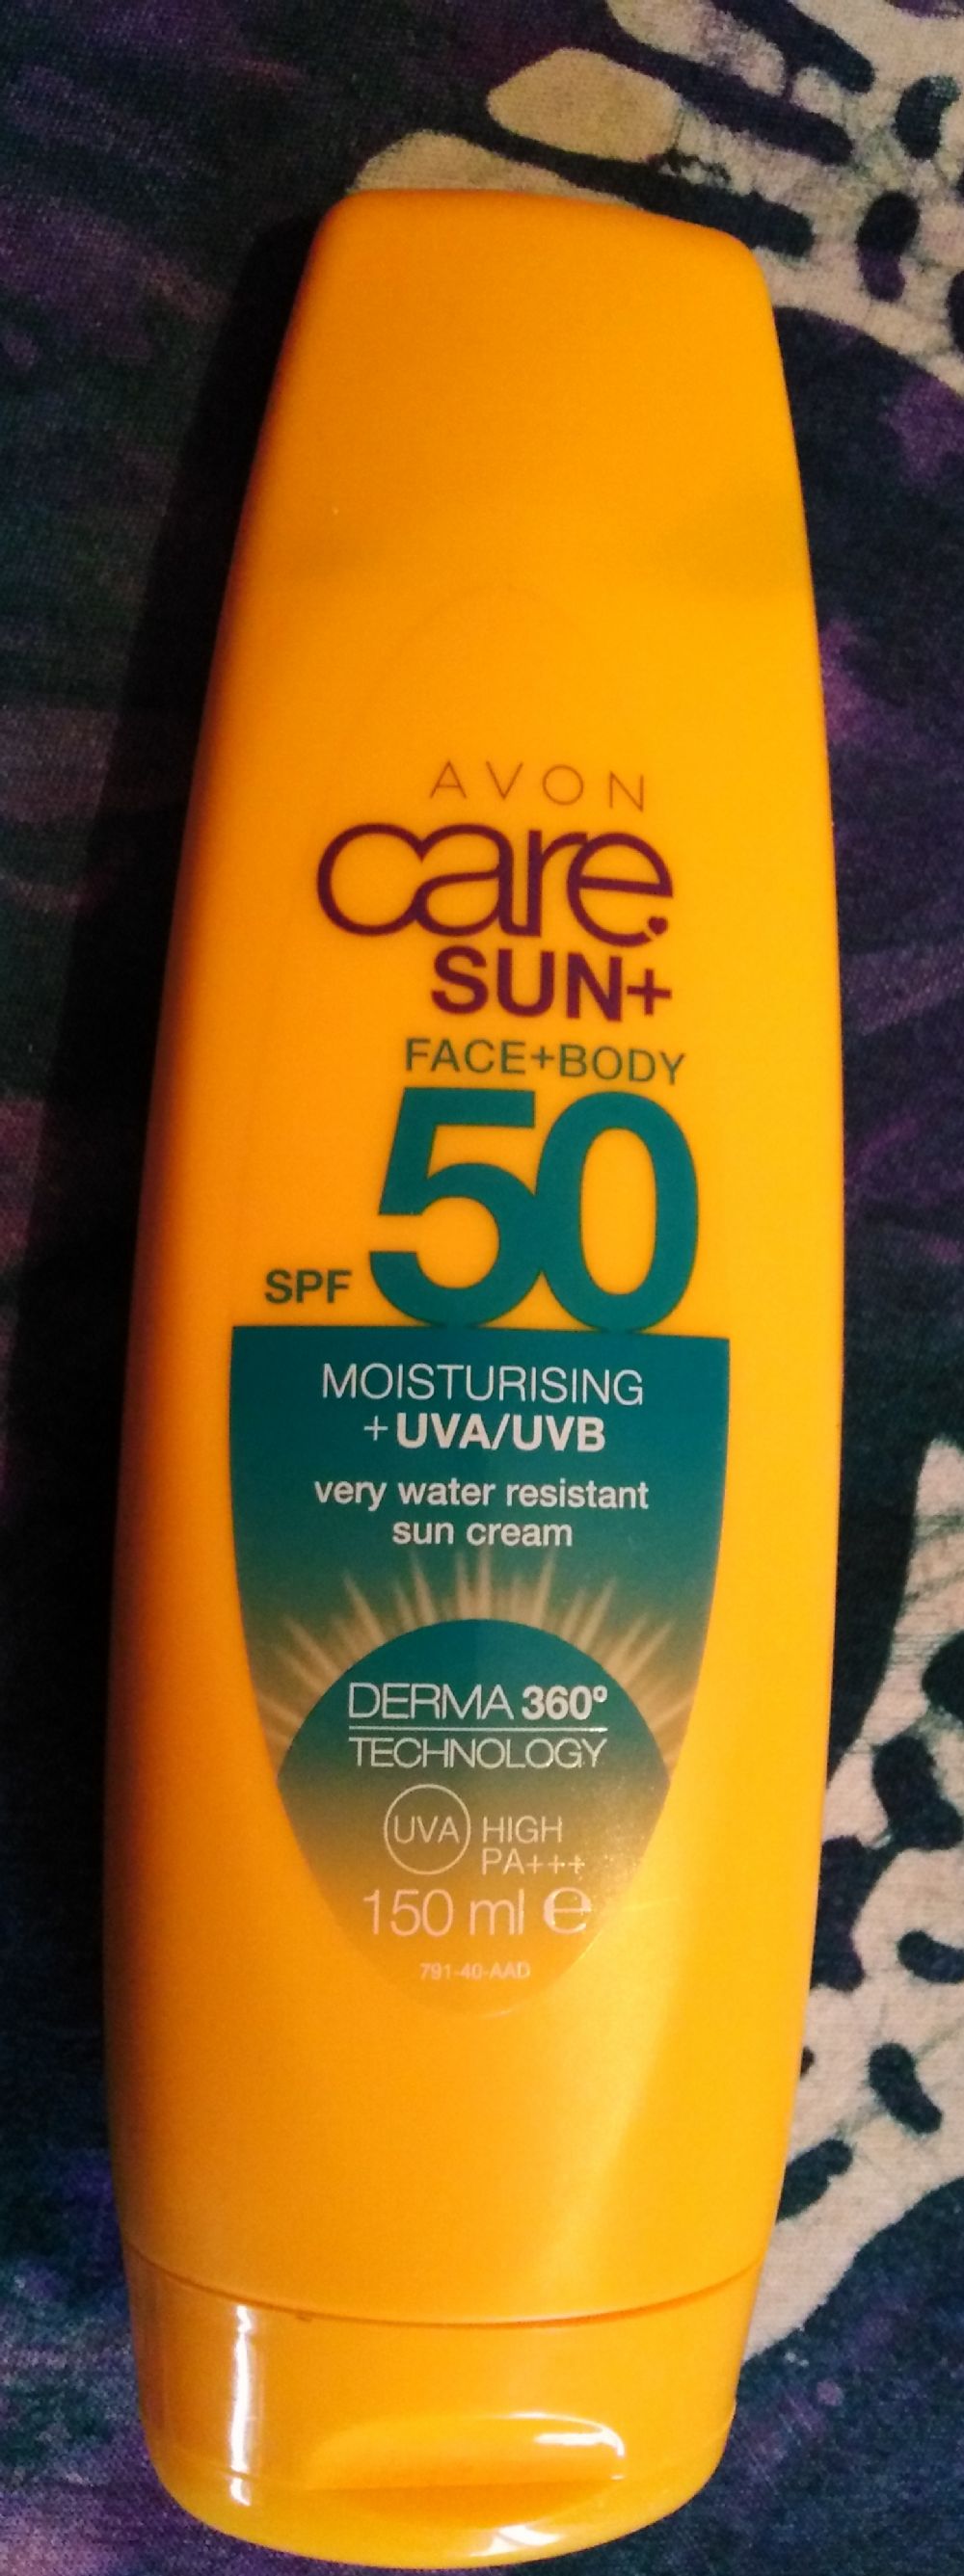 AVON
care
SUN+
FACE+BODY
SPF 50
MOISTURISING
+UVA/UVB
very water resistant
sun cream
DERMA 360º
TECHNOLOGY
UVA HIGH
PA+++
150 ml ℮
791-40-AAD